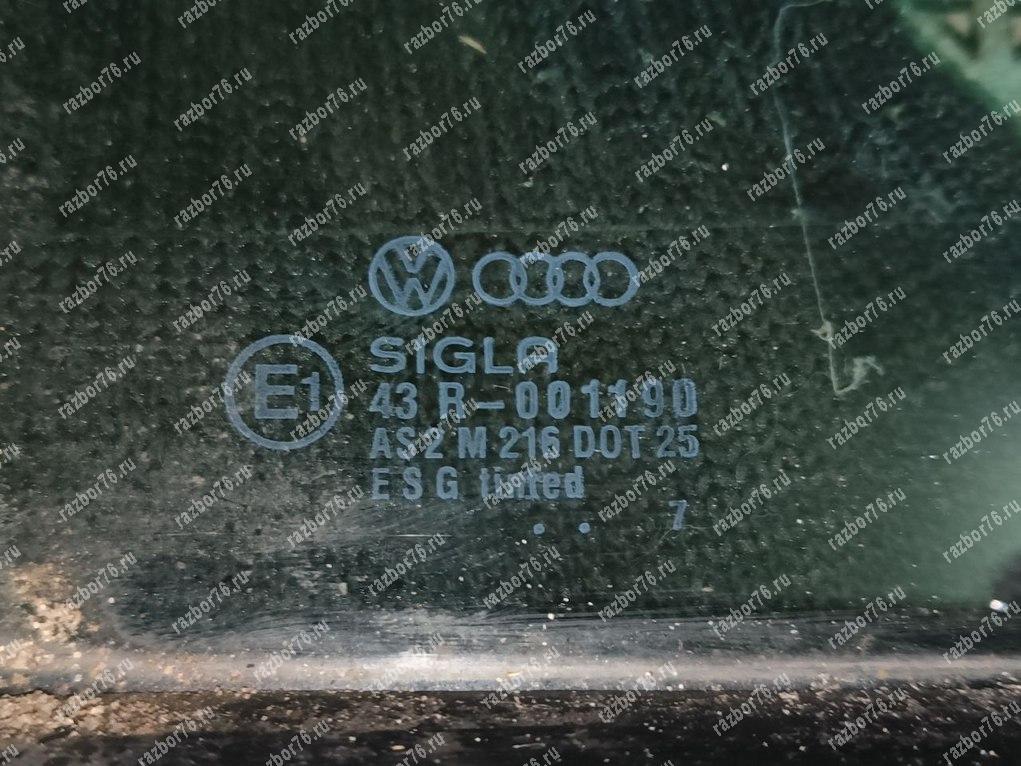 SIGLA
E1
43 R-001190
AS2 M 216 DOT 25
E S G tinted
. . 7
razbor76.ru